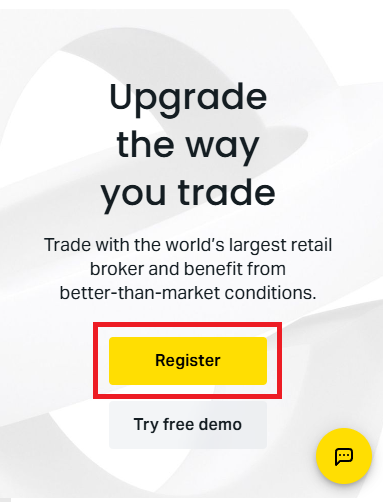 Upgrade
the way
you trade
Trade with the world’s largest retail
broker and benefit from
better-than-market conditions.
Register
Try free demo